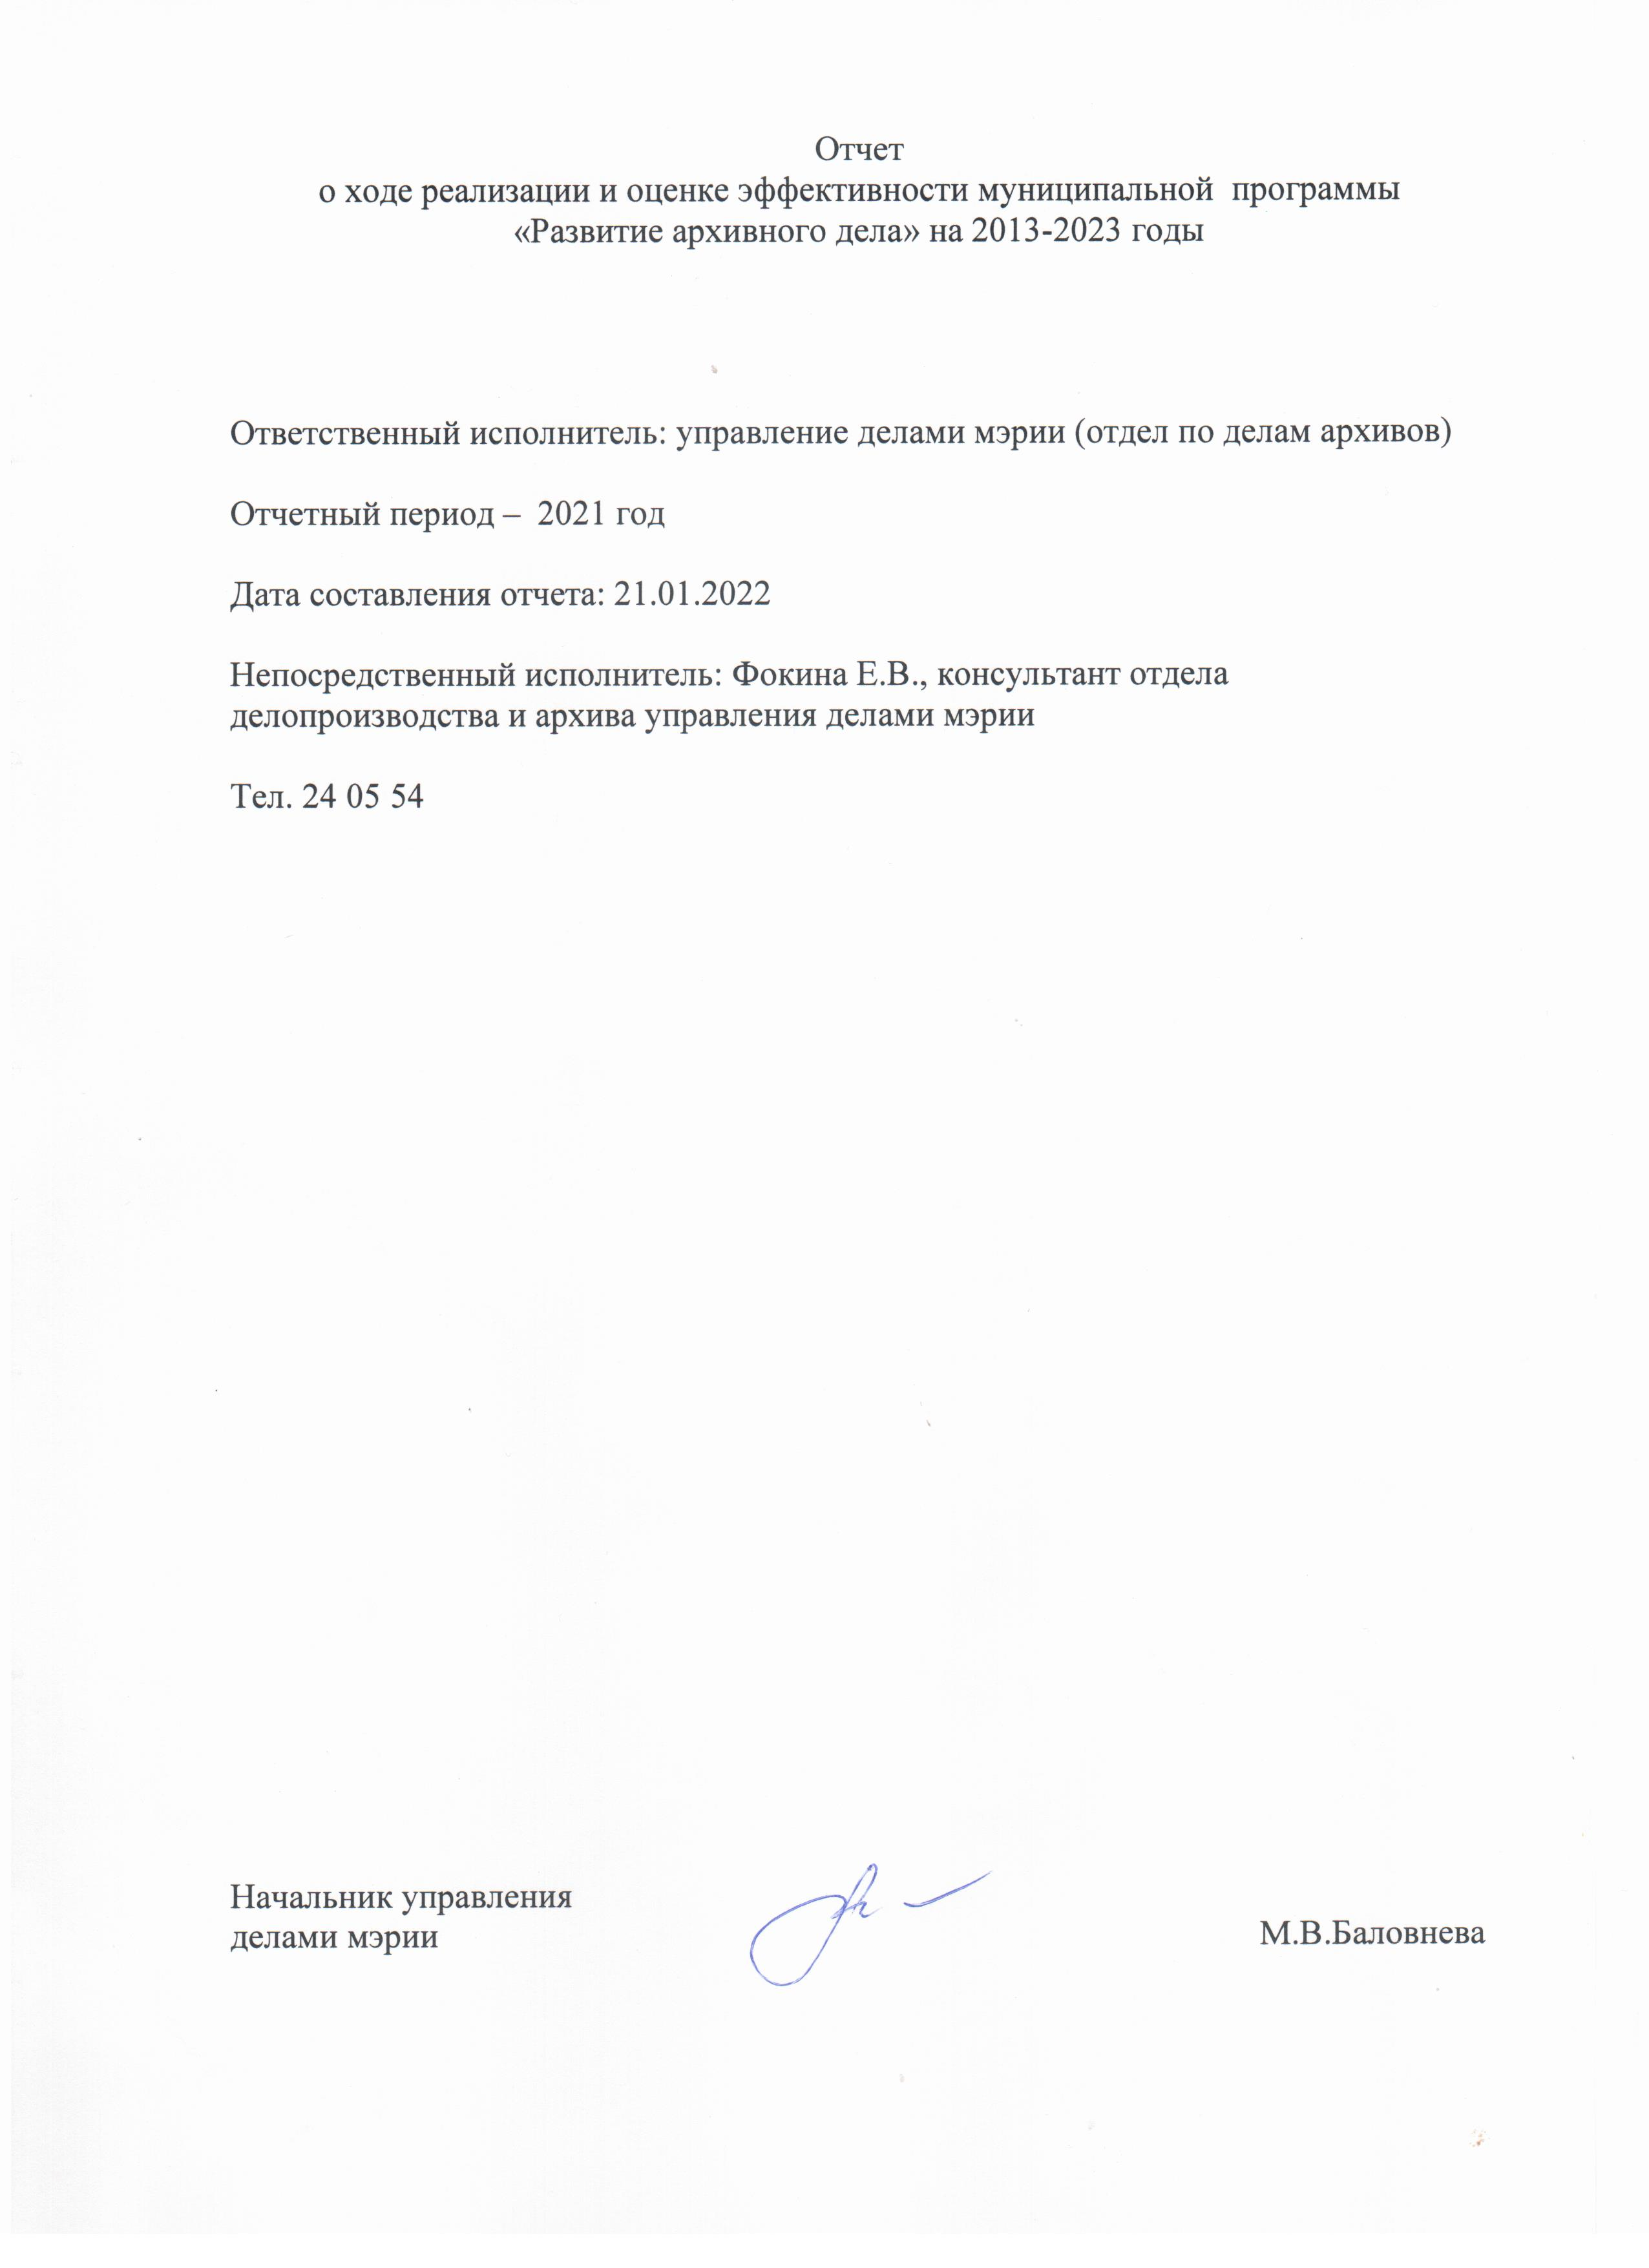 Отчет
о ходе реализации и оценке эффективности муниципальной программы
«Развитие архивного дела» на 2013-2023 годы
Ответственный исполнитель: управление делами мэрии (отдел по делам архивов)
Отчетный период – 2021 год
Дата составления отчета: 21.01.2022
Непосредственный исполнитель: Фокина Е.В., консультант отдела
делопроизводства и архива управления делами мэрии
Тел. 24 05 54
Начальник управления
делами мэрии
М.В.Баловнева